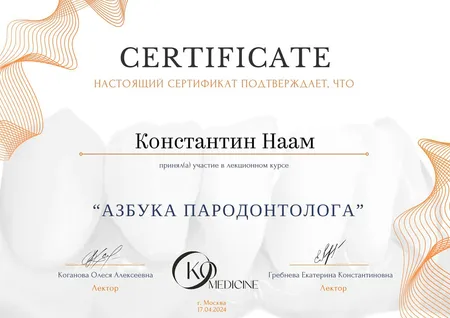 CERTIFICATE
НАСТОЯЩИЙ СЕРТИФИКАТ ПОДТВЕРЖДАЕТ, ЧТО
Константин Наам
принял(а) участие в лекционном курсе
“АЗБУКА ПАРОДОНТОЛОГА”
Коганова Олеся Алексеевна
Лектор
KO
MEDICINE
Гребнева Екатерина Константиновна
Лектор
г. Москва
17.04.2024